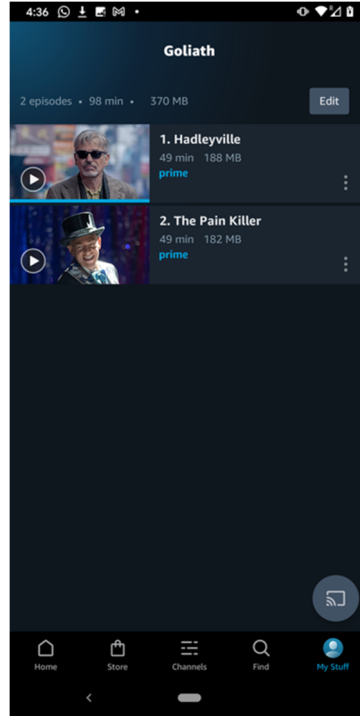 4:36
Goliath
2 episodes • 98 min • 370 MB
Edit
1. Hadleyville
49 min 188 MB
prime
2. The Pain Killer
49 min 182 MB
prime
Home Store Channels Find My Stuff